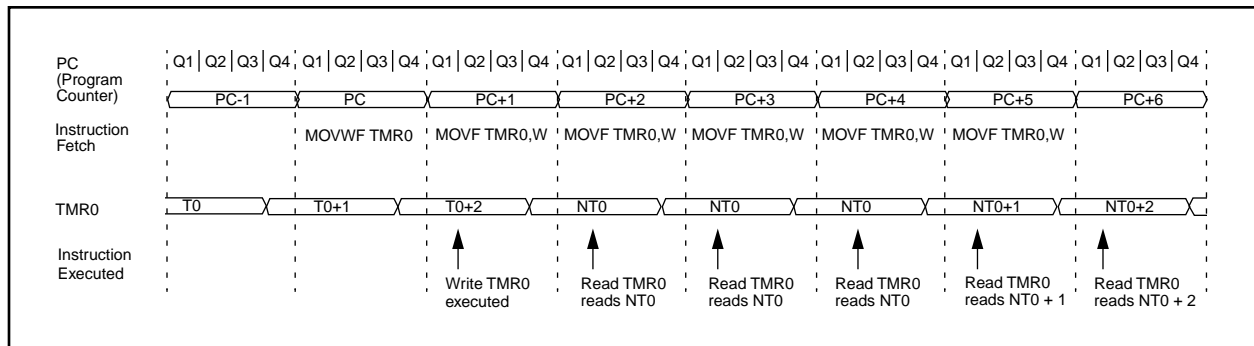 PC
(Program
Counter)
Q1 Q2 Q3 Q4 Q1 Q2 Q3 Q4 Q1 Q2 Q3 Q4 Q1 Q2 Q3 Q4 Q1 Q2 Q3 Q4 Q1 Q2 Q3 Q4 Q1 Q2 Q3 Q4 Q1 Q2 Q3 Q4
PC-1 PC PC+1 PC+2 PC+3 PC+4 PC+5 PC+6
Instruction
Fetch
MOVWF TMR0 MOVF TMR0,W MOVF TMR0,W MOVF TMR0,W MOVF TMR0,W MOVF TMR0,W
TMR0
T0 T0+1 T0+2 NT0 NT0 NT0 NT0+1 NT0+2
Instruction
Executed
Write TMR0
executed
Read TMR0
reads NT0
Read TMR0
reads NT0
Read TMR0
reads NT0
Read TMR0
reads NT0 + 1
Read TMR0
reads NT0 + 2